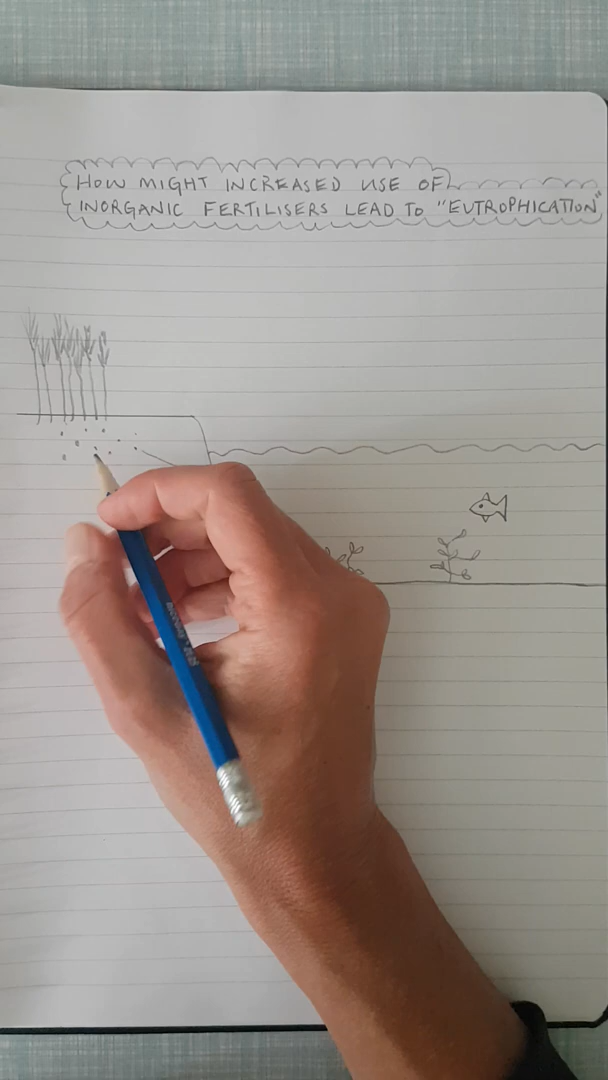 HOW MIGHT INCREASED USE OF
INORGANIC FERTILISERS LEAD TO "EUTROPHICATION"